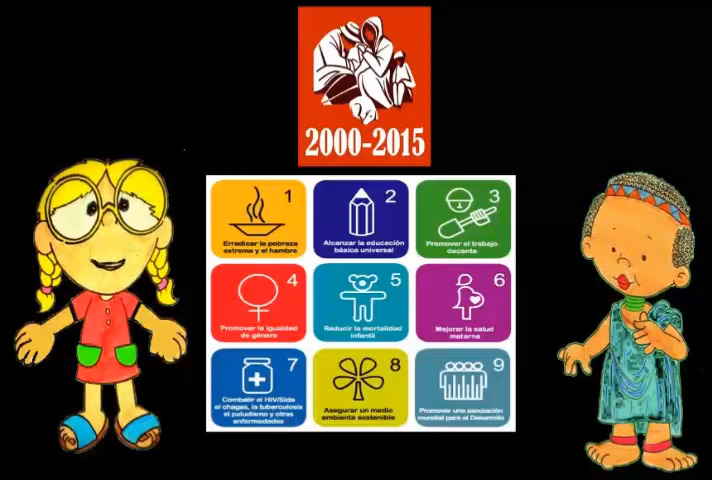 2000-2015
1
Erradicar la pobreza
extrema y el hambre
2
Alcanzar la educación
básica universal
3
Promover el trabajo
decente
4
Promover la igualdad
de género
5
Reducir la mortalidad
infantil
6
Mejorar la salud
materna
7
Combatir el HIV/Sida
el chagas, la tuberculosis
el paludismo y otras
enfermedades
8
Asegurar un medio
ambiente sostenible
9
Promover una asociación
mundial para el Desarrollo